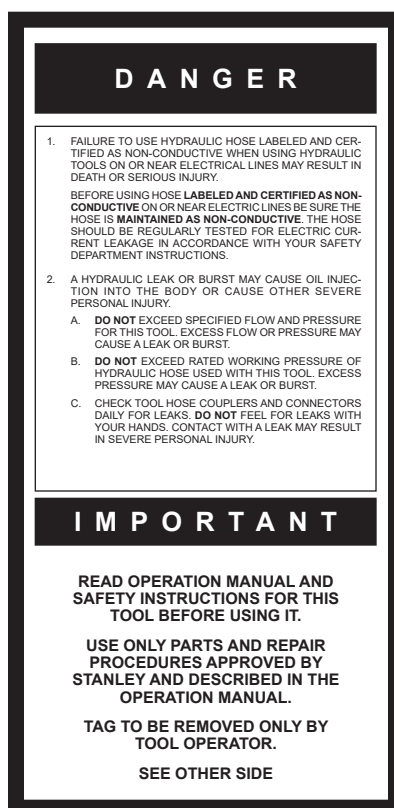 D A N G E R
1. FAILURE TO USE HYDRAULIC HOSE LABELED AND CER-
TIFIED AS NON-CONDUCTIVE WHEN USING HYDRAULIC
TOOLS ON OR NEAR ELECTRICAL LINES MAY RESULT IN
DEATH OR SERIOUS INJURY.
BEFORE USING HOSE LABELED AND CERTIFIED AS NON-
CONDUCTIVE ON OR NEAR ELECTRIC LINES BE SURE THE
HOSE IS MAINTAINED AS NON-CONDUCTIVE. THE HOSE
SHOULD BE REGULARLY TESTED FOR ELECTRIC CUR-
RENT LEAKAGE IN ACCORDANCE WITH YOUR SAFETY
DEPARTMENT INSTRUCTIONS.
2. A HYDRAULIC LEAK OR BURST MAY CAUSE OIL INJEC-
TION INTO THE BODY OR CAUSE OTHER SEVERE
PERSONAL INJURY.
A. DO NOT EXCEED SPECIFIED FLOW AND PRESSURE
FOR THIS TOOL. EXCESS FLOW OR PRESSURE MAY
CAUSE A LEAK OR BURST.
B. DO NOT EXCEED RATED WORKING PRESSURE OF
HYDRAULIC HOSE USED WITH THIS TOOL. EXCESS
PRESSURE MAY CAUSE A LEAK OR BURST.
C. CHECK TOOL HOSE COUPLERS AND CONNECTORS
DAILY FOR LEAKS. DO NOT FEEL FOR LEAKS WITH
YOUR HANDS. CONTACT WITH A LEAK MAY RESULT
IN SEVERE PERSONAL INJURY.
I M P O R T A N T
READ OPERATION MANUAL AND
SAFETY INSTRUCTIONS FOR THIS
TOOL BEFORE USING IT.
USE ONLY PARTS AND REPAIR
PROCEDURES APPROVED BY
STANLEY AND DESCRIBED IN THE
OPERATION MANUAL.
TAG TO BE REMOVED ONLY BY
TOOL OPERATOR.
SEE OTHER SIDE